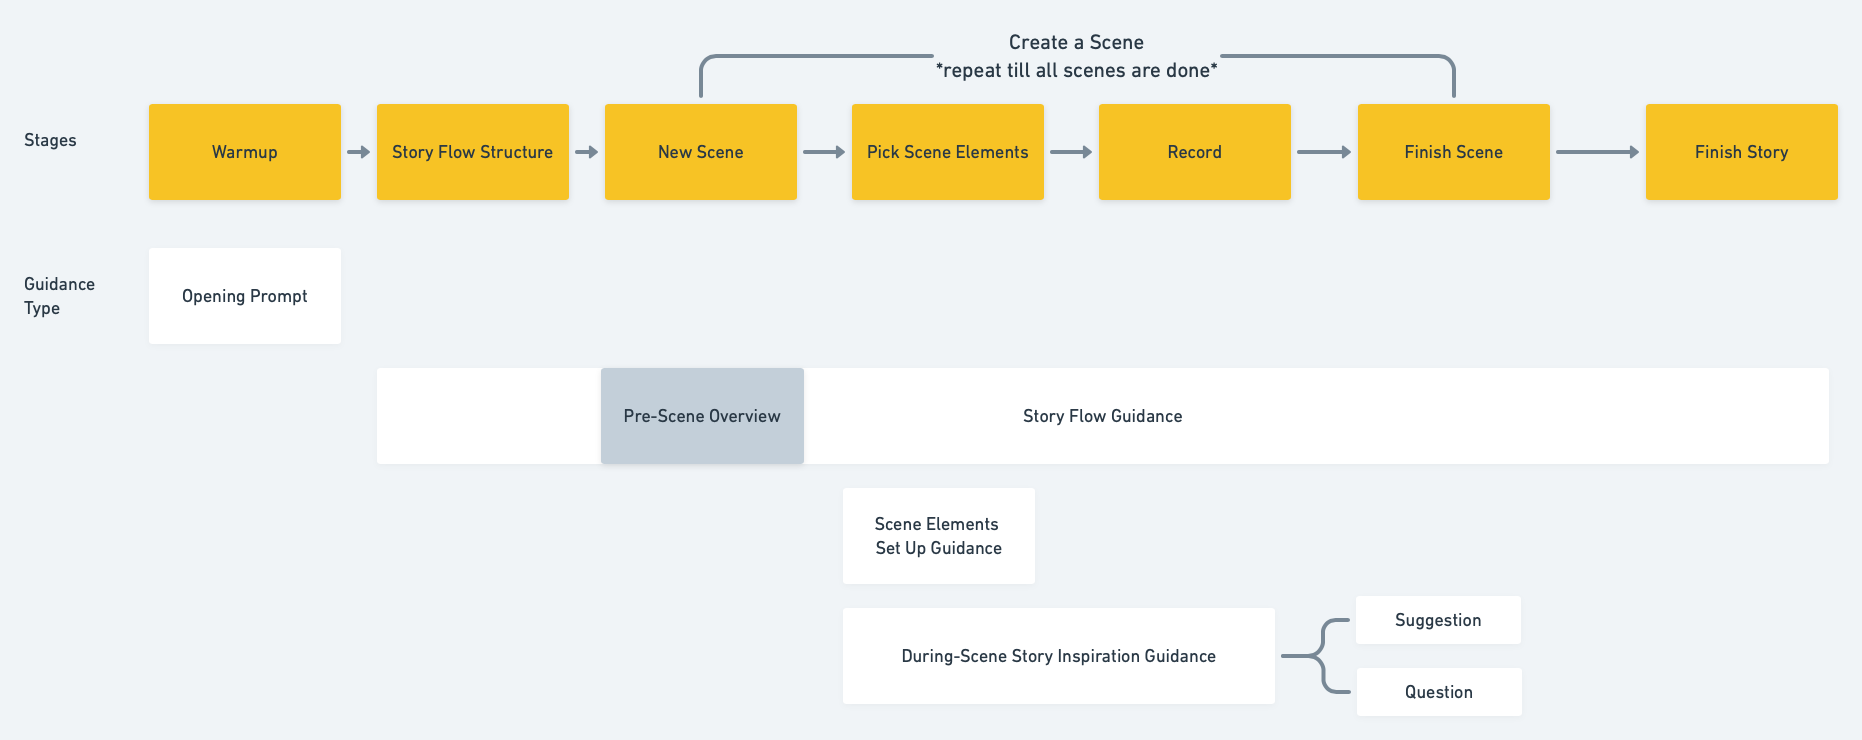 Create a Scene
*repeat till all scenes are done*
Stages
Warmup
Story Flow Structure
New Scene
Pick Scene Elements
Record
Finish Scene
Finish Story
Guidance
Type
Opening Prompt
Pre-Scene Overview
Story Flow Guidance
Scene Elements
Set Up Guidance
During-Scene Story Inspiration Guidance
Suggestion
Question